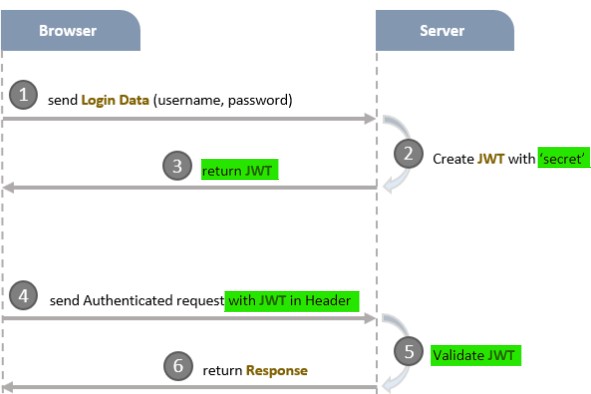 Browser
Server
1 send Login Data (username, password)
2 Create JWT with 'secret'
3 return JWT
4 send Authenticated request with JWT in Header
5 Validate JWT
6 return Response